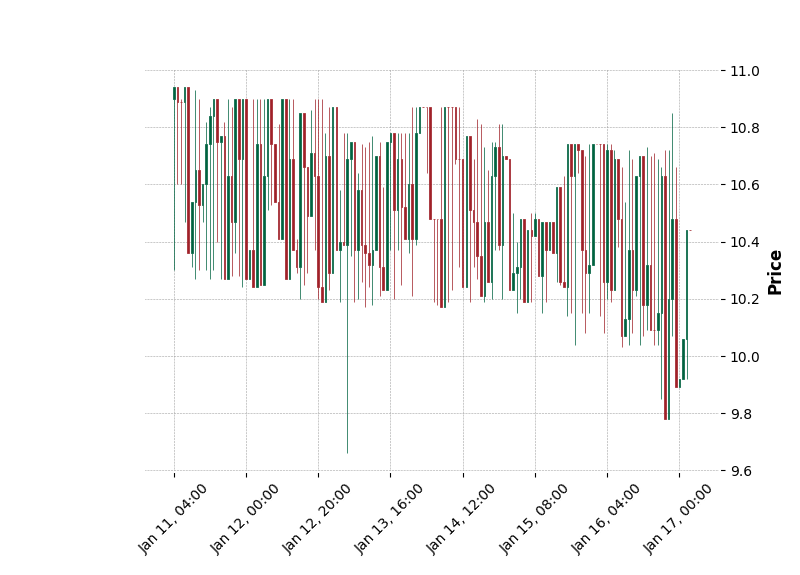 11.0
10.8
10.6
10.4
10.2
10.0
9.8
9.6
Price
Jan 11, 04:00
Jan 12, 00:00
Jan 12, 20:00
Jan 13, 16:00
Jan 14, 12:00
Jan 15, 08:00
Jan 16, 04:00
Jan 17, 00:00